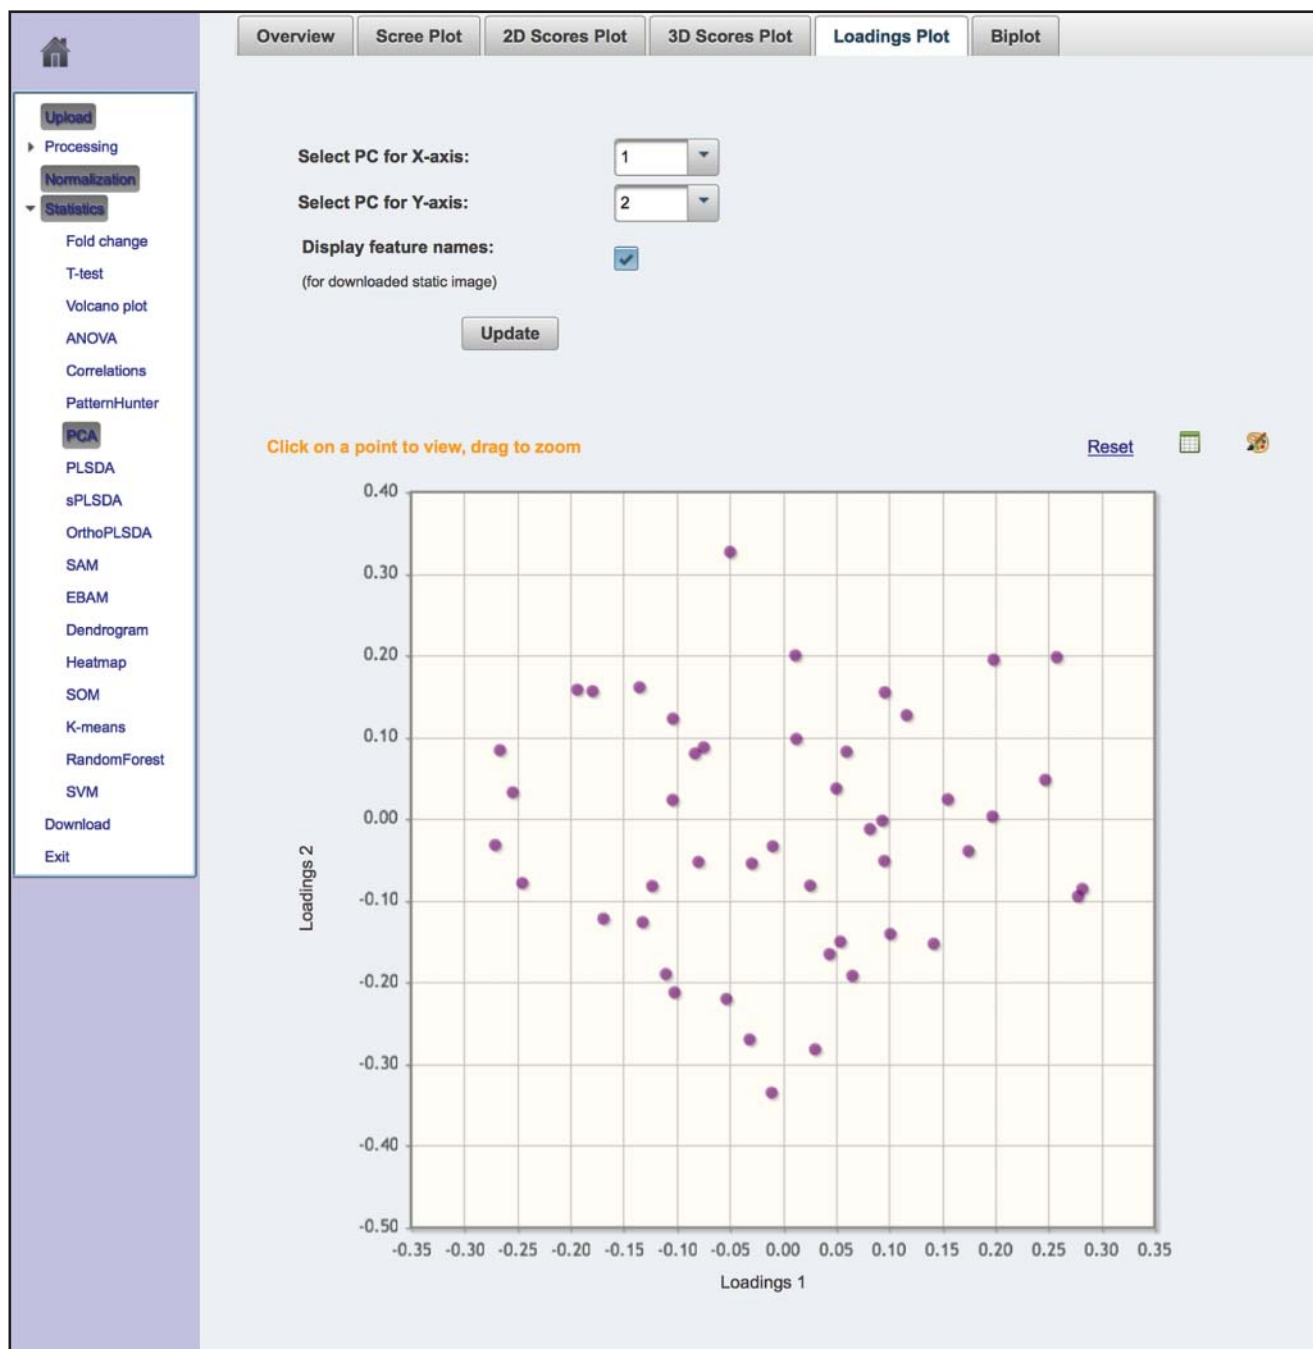 Overview Scree Plot 2D Scores Plot 3D Scores Plot Loadings Plot Biplot
Upload
Processing
Normalization
Statistics
Fold change
T-test
Volcano plot
ANOVA
Correlations
PatternHunter
PCA
PLSDA
sPLSDA
OrthoPLSDA
SAM
EBAM
Dendrogram
Heatmap
SOM
K-means
RandomForest
SVM
Download
Exit
Select PC for X-axis: 1
Select PC for Y-axis: 2
Display feature names:
(for downloaded static image)
Update
Click on a point to view, drag to zoom Reset
0.40
0.30
0.20
0.10
0.00
-0.10
-0.20
-0.30
-0.40
-0.50
Loadings 2
-0.35 -0.30 -0.25 -0.20 -0.15 -0.10 -0.05 0.00 0.05 0.10 0.15 0.20 0.25 0.30 0.35
Loadings 1